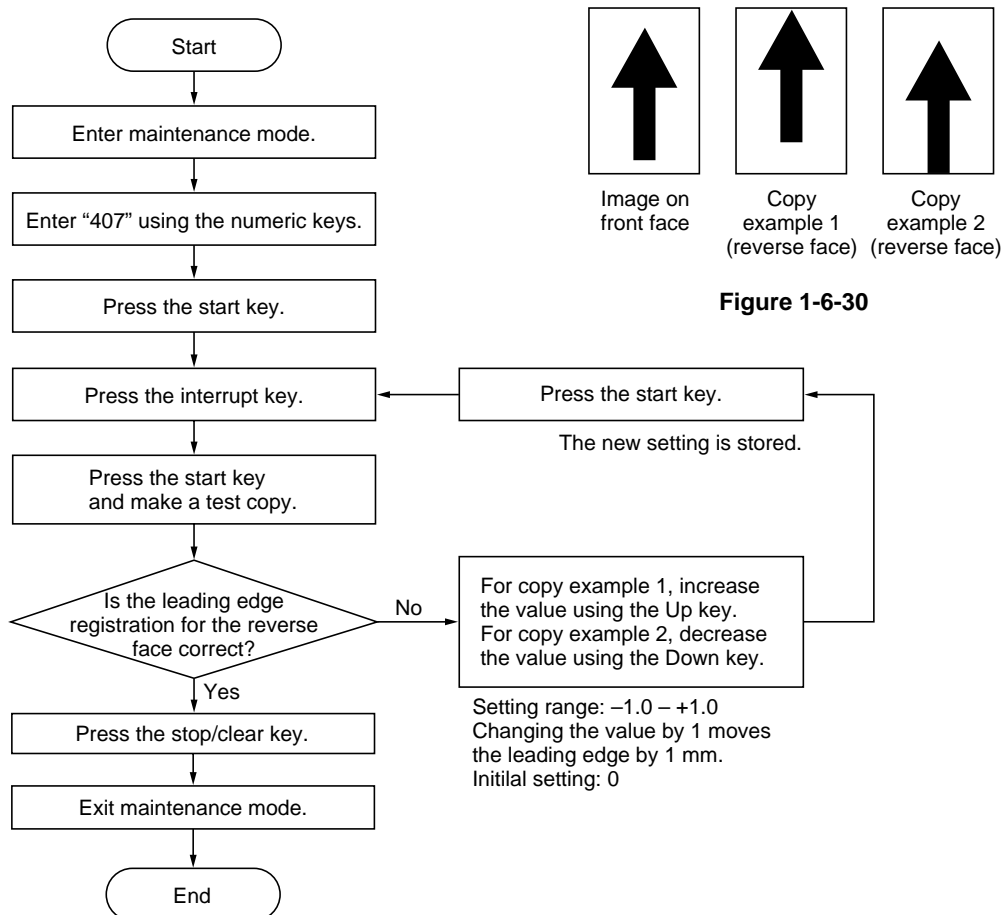 Start
Enter maintenance mode.
Enter “407” using the numeric keys.
Press the start key.
Press the interrupt key.
Press the start key
and make a test copy.
Is the leading edge
registration for the reverse
face correct?
No
Yes
Press the stop/clear key.
Exit maintenance mode.
End
Image on
front face
Copy
example 1
(reverse face)
Copy
example 2
(reverse face)
Figure 1-6-30
Press the start key.
The new setting is stored.
For copy example 1, increase
the value using the Up key.
For copy example 2, decrease
the value using the Down key.
Setting range: –1.0 – +1.0
Changing the value by 1 moves
the leading edge by 1 mm.
Initilal setting: 0